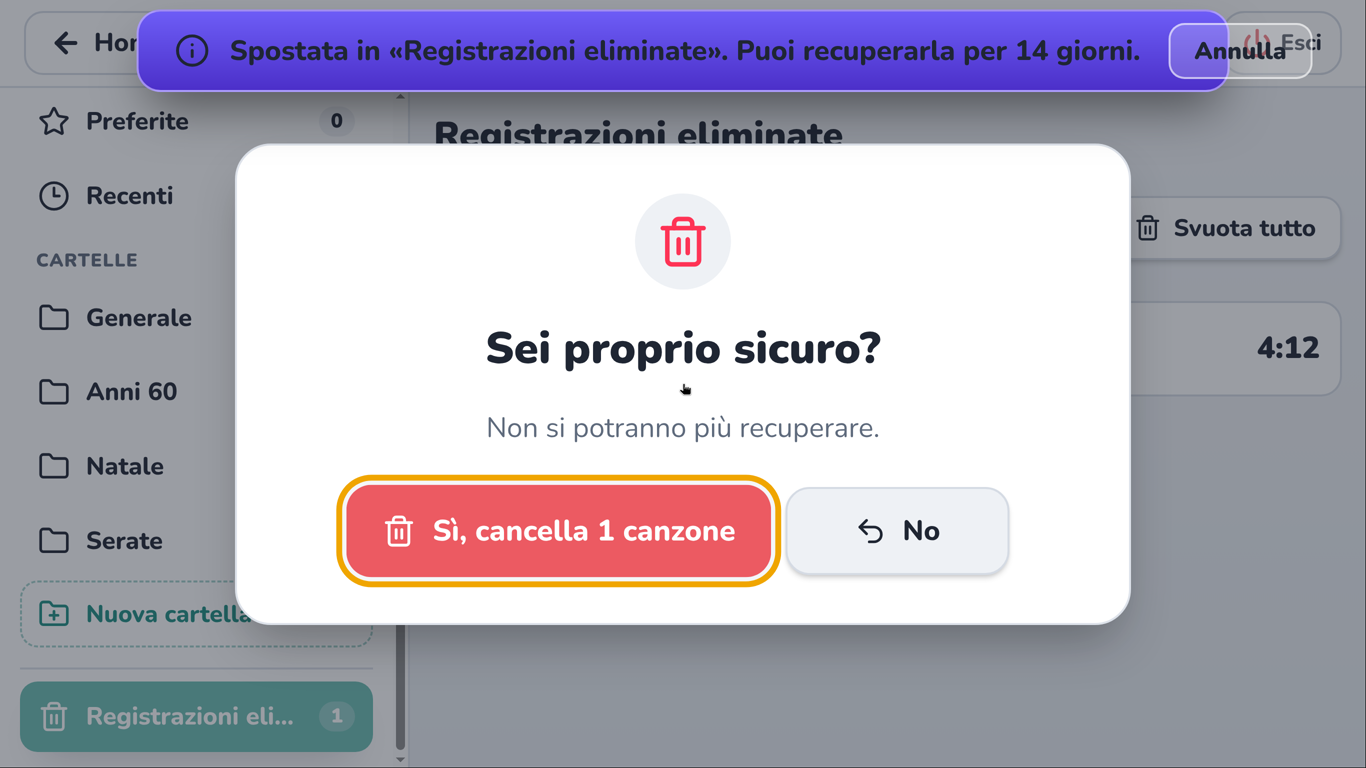 Spostata in «Registrazioni eliminate». Puoi recuperarla per 14 giorni.
Annulla
Esci
Preferite
0
Recenti
CARTELLE
Generale
Anni 60
Natale
Serate
Nuova cartella
Registrazioni eli...
1
Registrazioni eliminate
Svuota tutto
4:12
Sei proprio sicuro?
Non si potranno più recuperare.
Sì, cancella 1 canzone
No